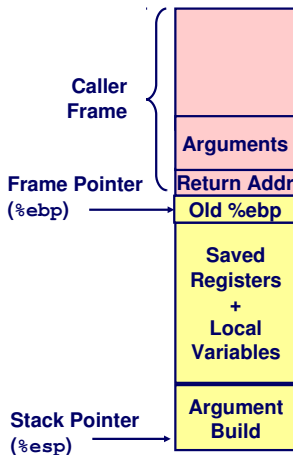 Caller
Frame
Arguments
Frame Pointer
(%ebp)
Return Addr
Old %ebp
Saved
Registers
+
Local
Variables
Stack Pointer
(%esp)
Argument
Build